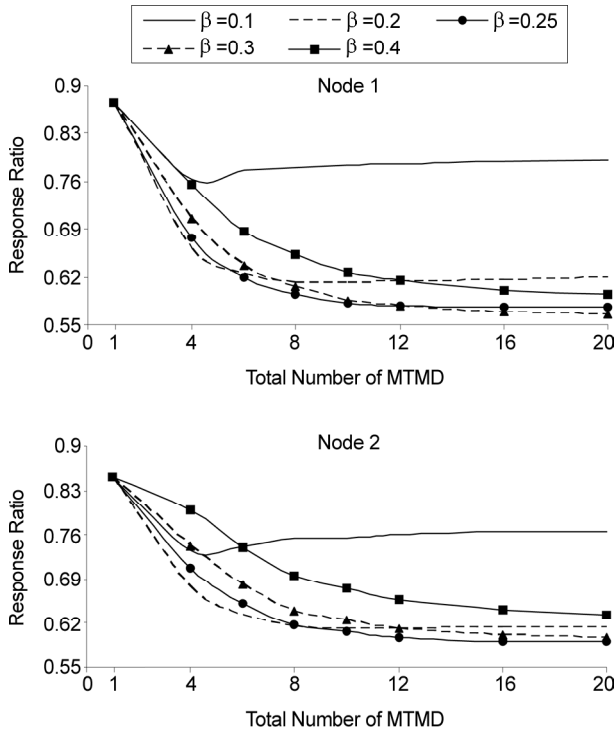 β=0.1 β=0.2 β=0.25
β=0.3 β=0.4
Node 1
Response Ratio
0.9
0.83
0.76
0.69
0.62
0.55
0 1 4 8 12 16 20
Total Number of MTMD
Node 2
Response Ratio
0.9
0.83
0.76
0.69
0.62
0.55
0 1 4 8 12 16 20
Total Number of MTMD